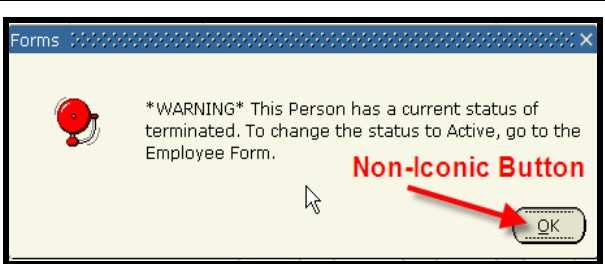 Forms
*WARNING* This Person has a current status of
terminated. To change the status to Active, go to the
Employee Form.
Non-Iconic Button
OK